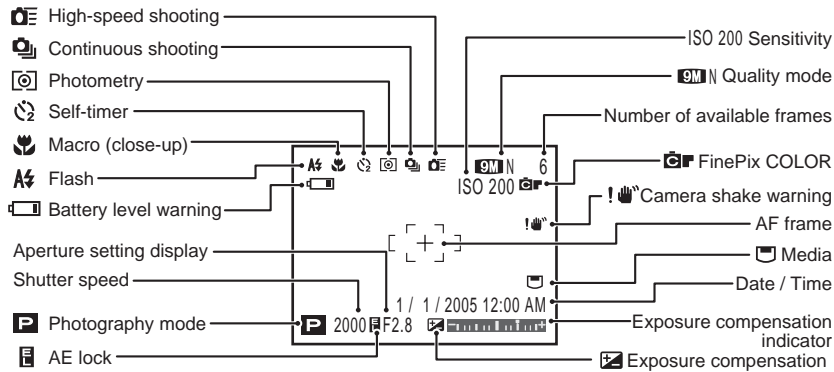 High-speed shooting
Continuous shooting
Photometry
Self-timer
Macro (close-up)
Flash
Battery level warning
Aperture setting display
Shutter speed
P Photography mode
AE lock
ISO 200 Sensitivity
9M N Quality mode
Number of available frames
FinePix COLOR
Camera shake warning
AF frame
Media
Date / Time
Exposure compensation
indicator
Exposure compensation
9M N 6
ISO 200
1 / 1 / 2005 12:00 AM
P 2000 F2.8